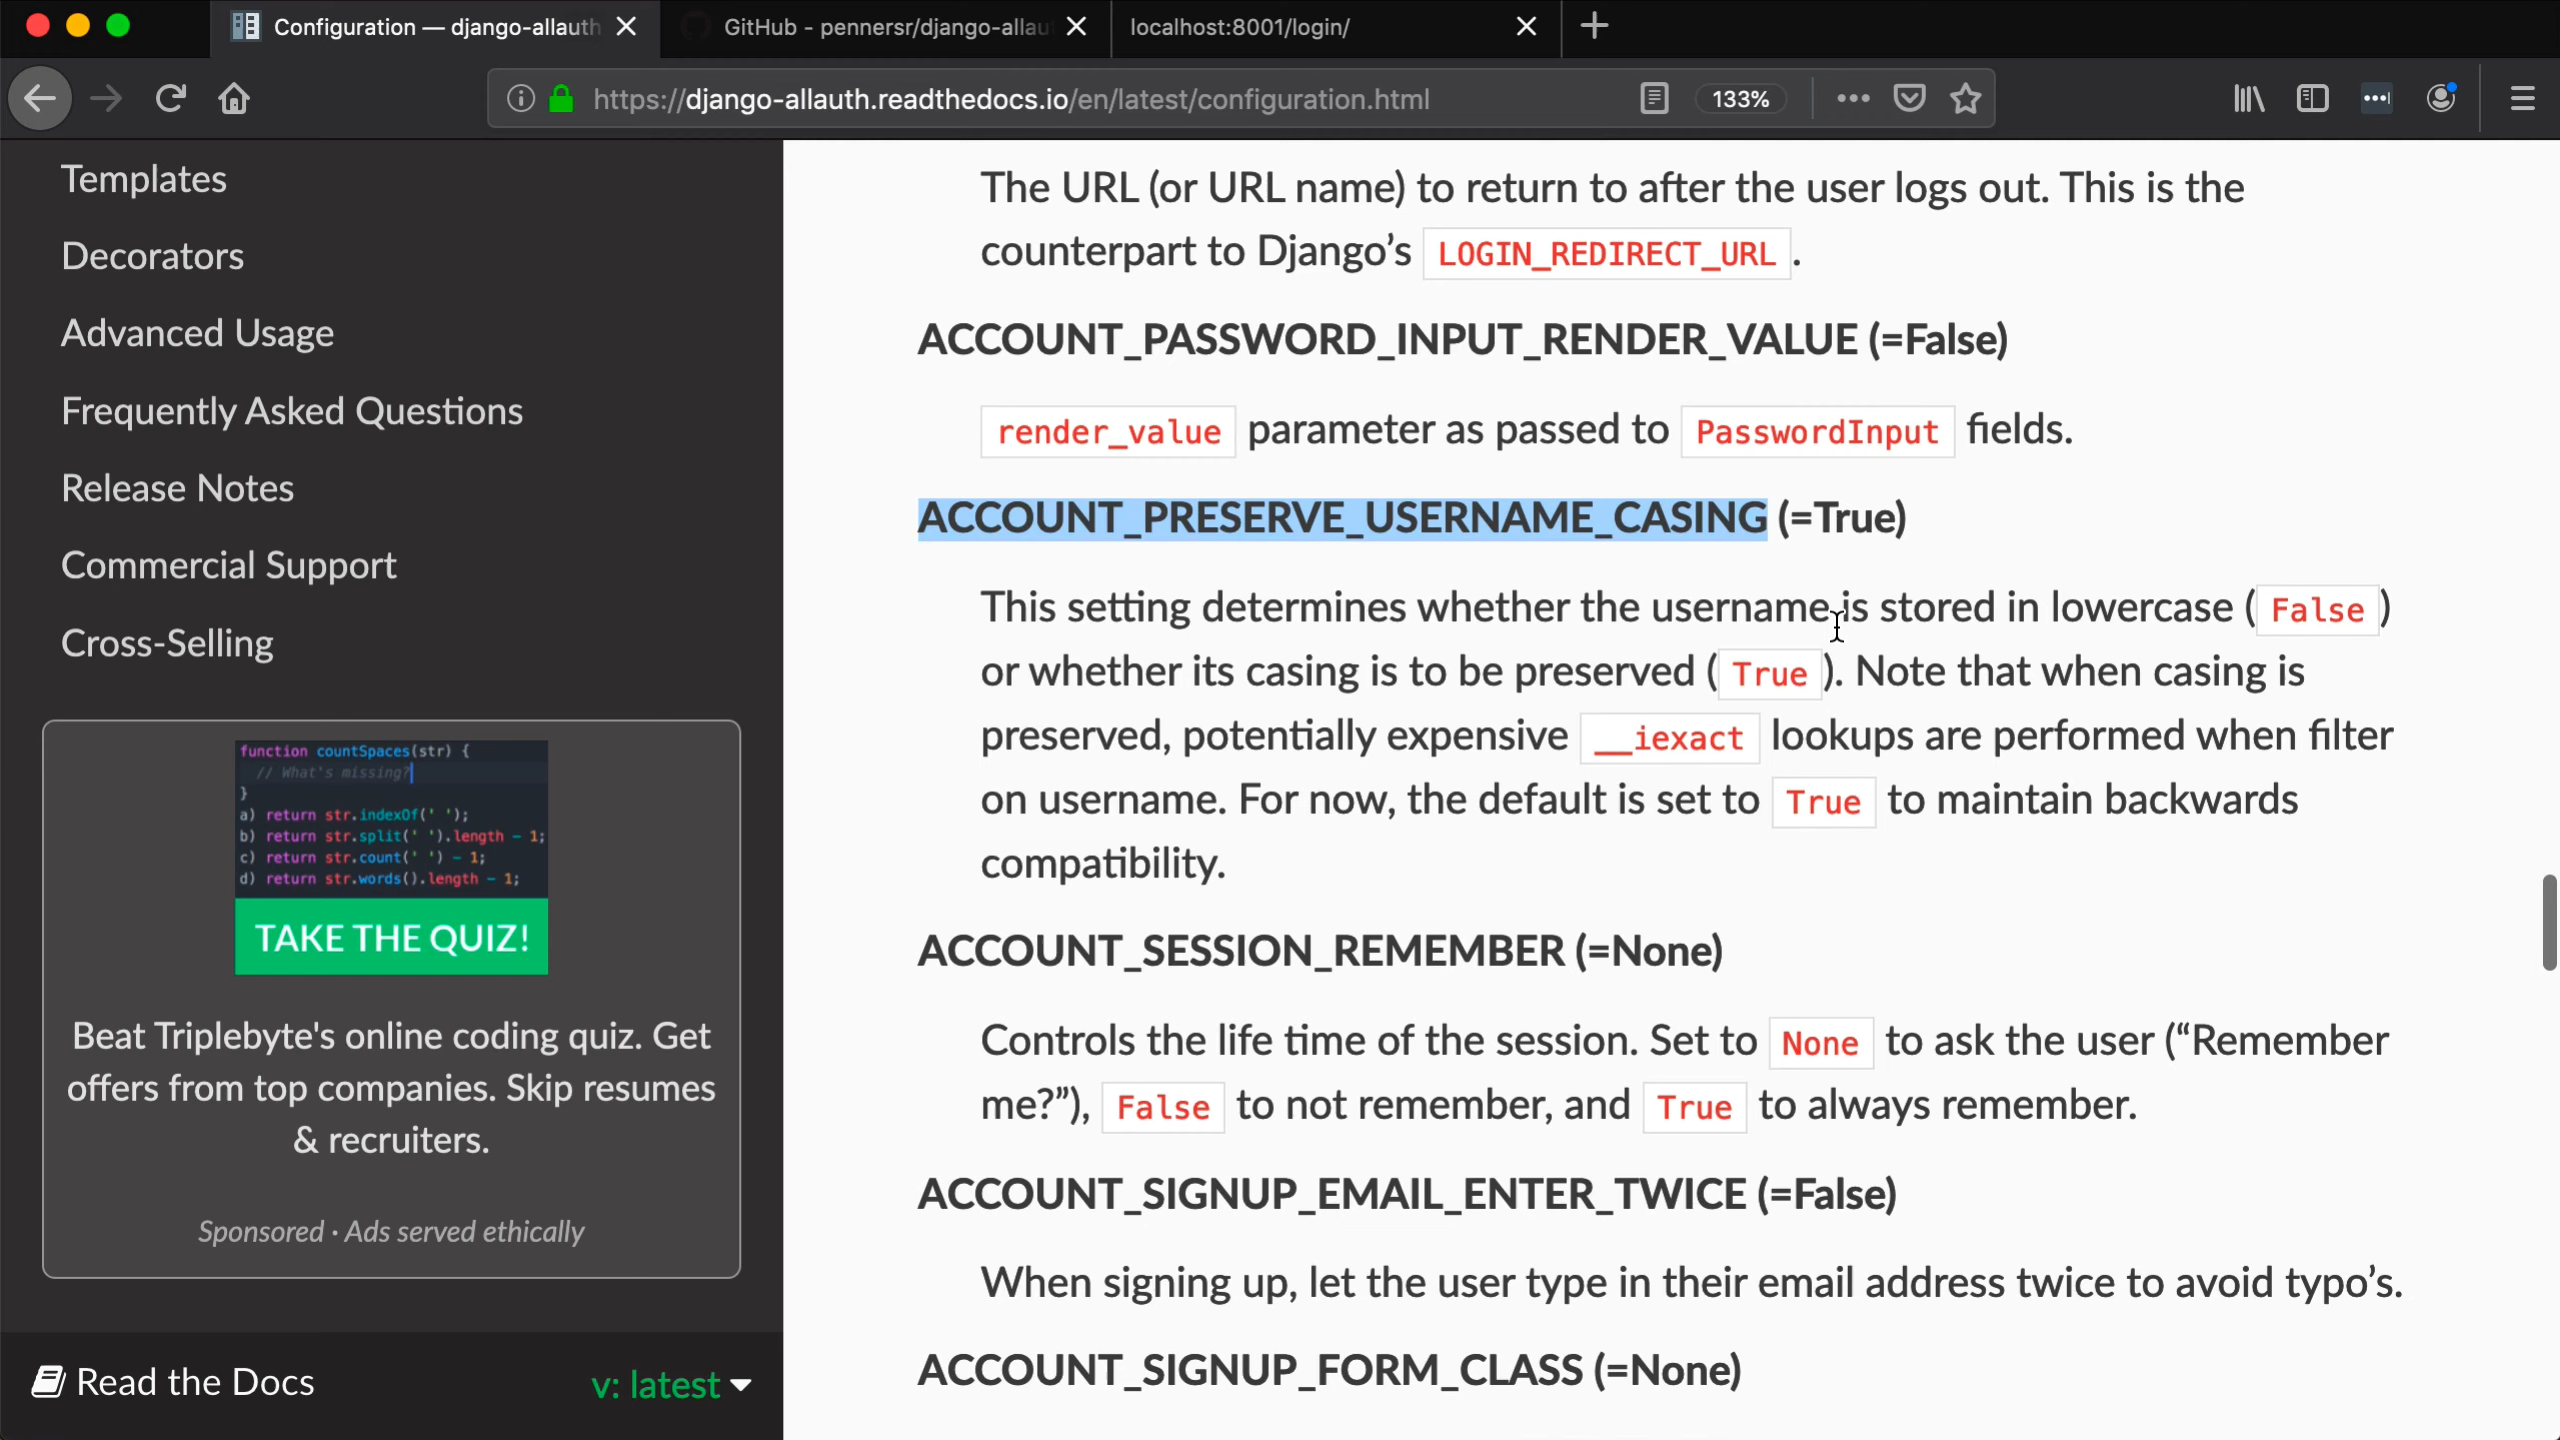 Configuration — django-allauth
GitHub - pennersr/django-allau
localhost:8001/login/
https://django-allauth.readthedocs.io/en/latest/configuration.html
133%
Templates
Decorators
Advanced Usage
Frequently Asked Questions
Release Notes
Commercial Support
Cross-Selling
function countSpaces(str) {
// What's missing?
}
a) return str.indexOf(' ');
b) return str.split(' ').length - 1;
c) return str.count(' ') - 1;
d) return str.words().length - 1;
TAKE THE QUIZ!
Beat Triplebyte's online coding quiz. Get
offers from top companies. Skip resumes
& recruiters.
Sponsored · Ads served ethically
Read the Docs
v: latest
The URL (or URL name) to return to after the user logs out. This is the
counterpart to Django’s LOGIN_REDIRECT_URL.
ACCOUNT_PASSWORD_INPUT_RENDER_VALUE (=False)
render_value parameter as passed to PasswordInput fields.
ACCOUNT_PRESERVE_USERNAME_CASING (=True)
This setting determines whether the username is stored in lowercase (False)
or whether its casing is to be preserved (True). Note that when casing is
preserved, potentially expensive __iexact lookups are performed when filter
on username. For now, the default is set to True to maintain backwards
compatibility.
ACCOUNT_SESSION_REMEMBER (=None)
Controls the life time of the session. Set to None to ask the user (“Remember
me?”), False to not remember, and True to always remember.
ACCOUNT_SIGNUP_EMAIL_ENTER_TWICE (=False)
When signing up, let the user type in their email address twice to avoid typo’s.
ACCOUNT_SIGNUP_FORM_CLASS (=None)